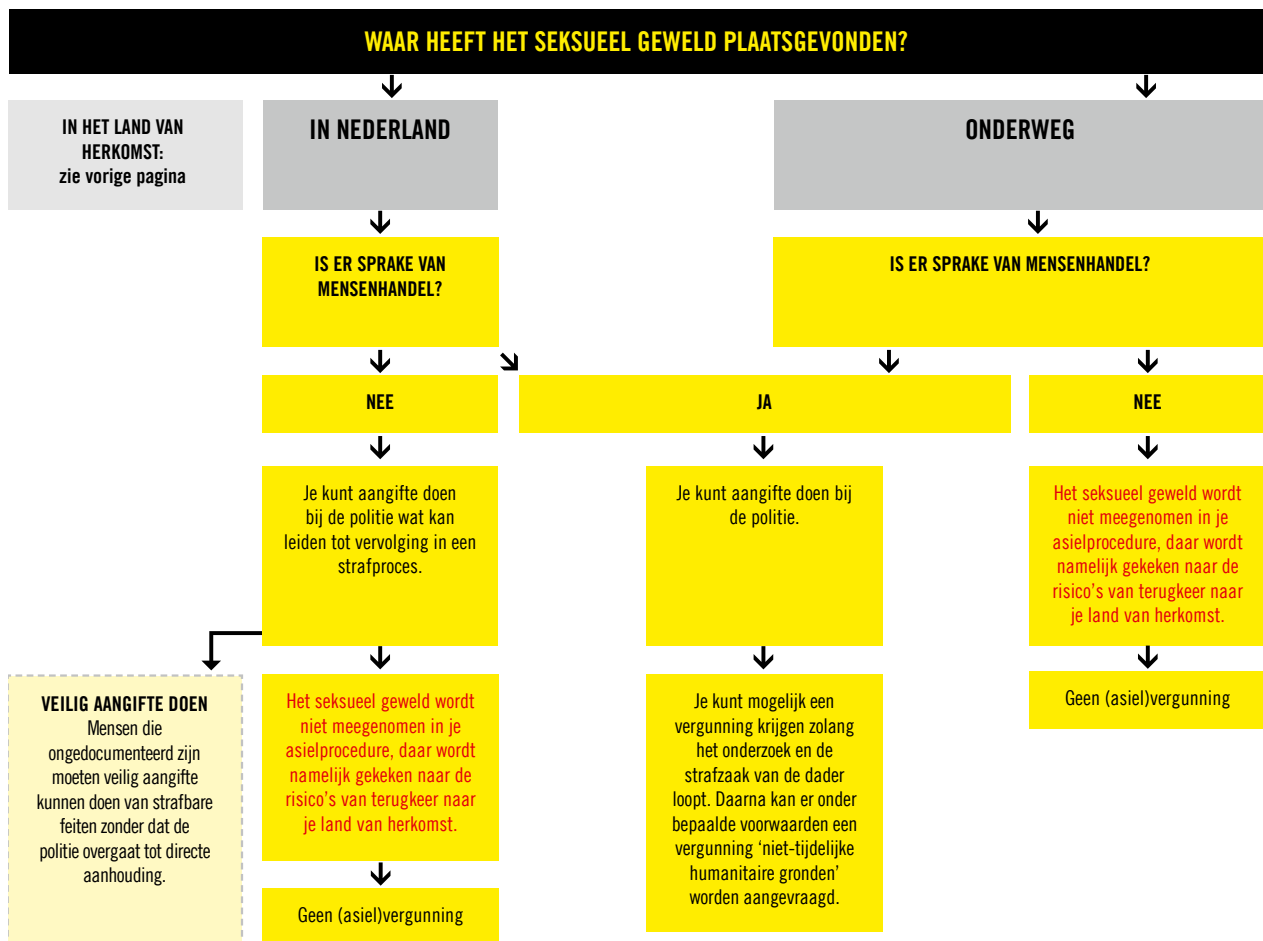 WAAR HEEFT HET SEKSUEEL GEWELD PLAATSGEVONDEN?
IN HET LAND VAN
HERKOMST:
zie vorige pagina
IN NEDERLAND
ONDERWEG
IS ER SPRAKE VAN
MENSENHANDEL?
IS ER SPRAKE VAN MENSENHANDEL?
NEE
JA
NEE
Je kunt aangifte doen
bij de politie wat kan
leiden tot vervolging in een
strafproces.
Je kunt aangifte doen bij
de politie.
Het seksueel geweld wordt
niet meegenomen in je
asielprocedure, daar wordt
namelijk gekeken naar de
risico's van terugkeer naar
je land van herkomst.
VEILIG AANGIFTE DOEN
Mensen die
ongedocumenteerd zijn
moeten veilig aangifte
kunnen doen van strafbare
feiten zonder dat de
politie overgaat tot directe
aanhouding.
Het seksueel geweld wordt
niet meegenomen in je
asielprocedure, daar wordt
namelijk gekeken naar de
risico's van terugkeer naar
je land van herkomst.
Je kunt mogelijk een
vergunning krijgen zolang
het onderzoek en de
strafzaak van de dader
loopt. Daarna kan er onder
bepaalde voorwaarden een
vergunning ‘niet-tijdelijke
humanitaire gronden’
worden aangevraagd.
Geen (asiel)vergunning
Geen (asiel)vergunning